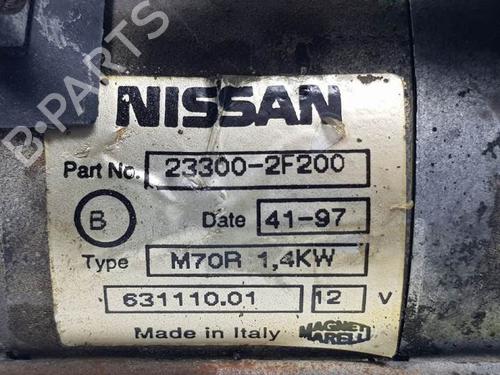 B-PARTS
NISSAN
Part No. 23300-2F200
B Date 41-97
Type M70R 1,4KW
631110.01 12 V
Made in Italy MAGNETI MARELLI